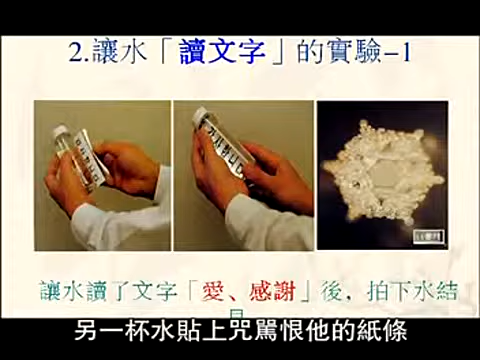 2.讓水「讀文字」的實驗-1
讓水讀了文字「愛、感謝」後，拍下水結
另一杯水貼上咒罵恨他的紙條